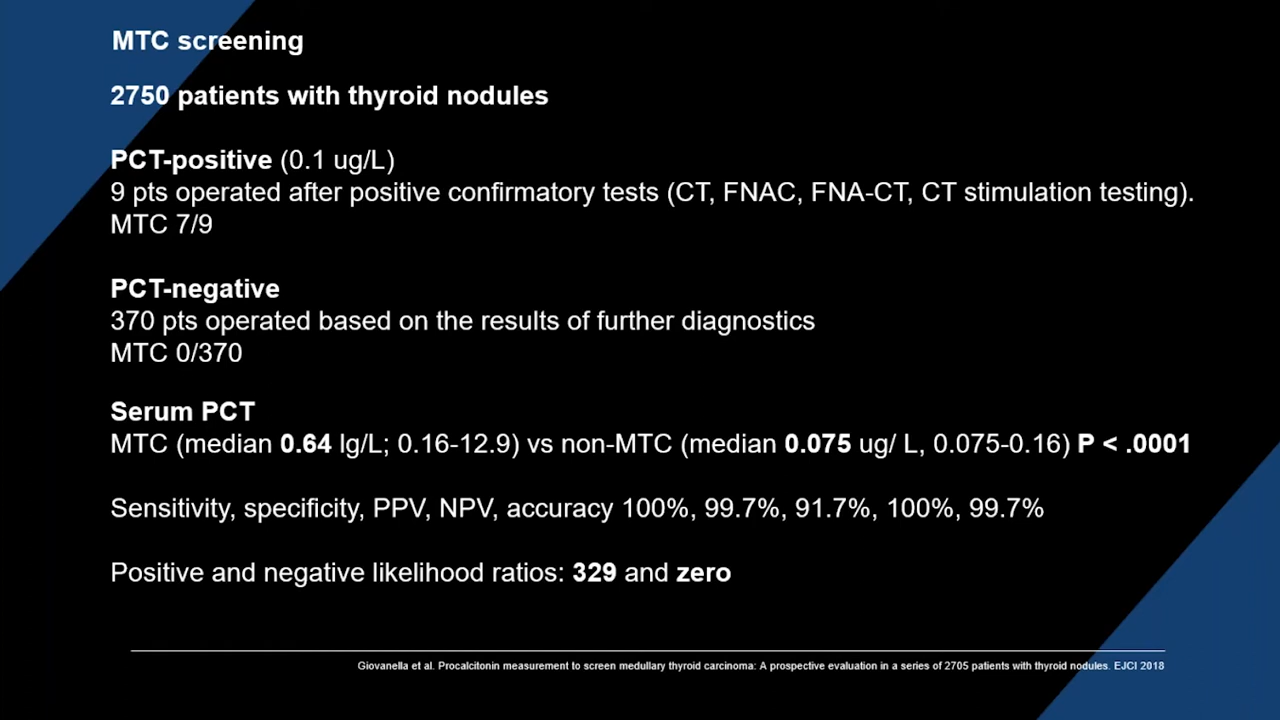 MTC screening
2750 patients with thyroid nodules
PCT-positive (0.1 ug/L)
9 pts operated after positive confirmatory tests (CT, FNAC, FNA-CT, CT stimulation testing).
MTC 7/9
PCT-negative
370 pts operated based on the results of further diagnostics
MTC 0/370
Serum PCT
MTC (median 0.64 lg/L; 0.16-12.9) vs non-MTC (median 0.075 ug/ L, 0.075-0.16) P < .0001
Sensitivity, specificity, PPV, NPV, accuracy 100%, 99.7%, 91.7%, 100%, 99.7%
Positive and negative likelihood ratios: 329 and zero
Giovanella et al. Procalcitonin measurement to screen medullary thyroid carcinoma: A prospective evaluation in a series of 2705 patients with thyroid nodules. EJCI 2018